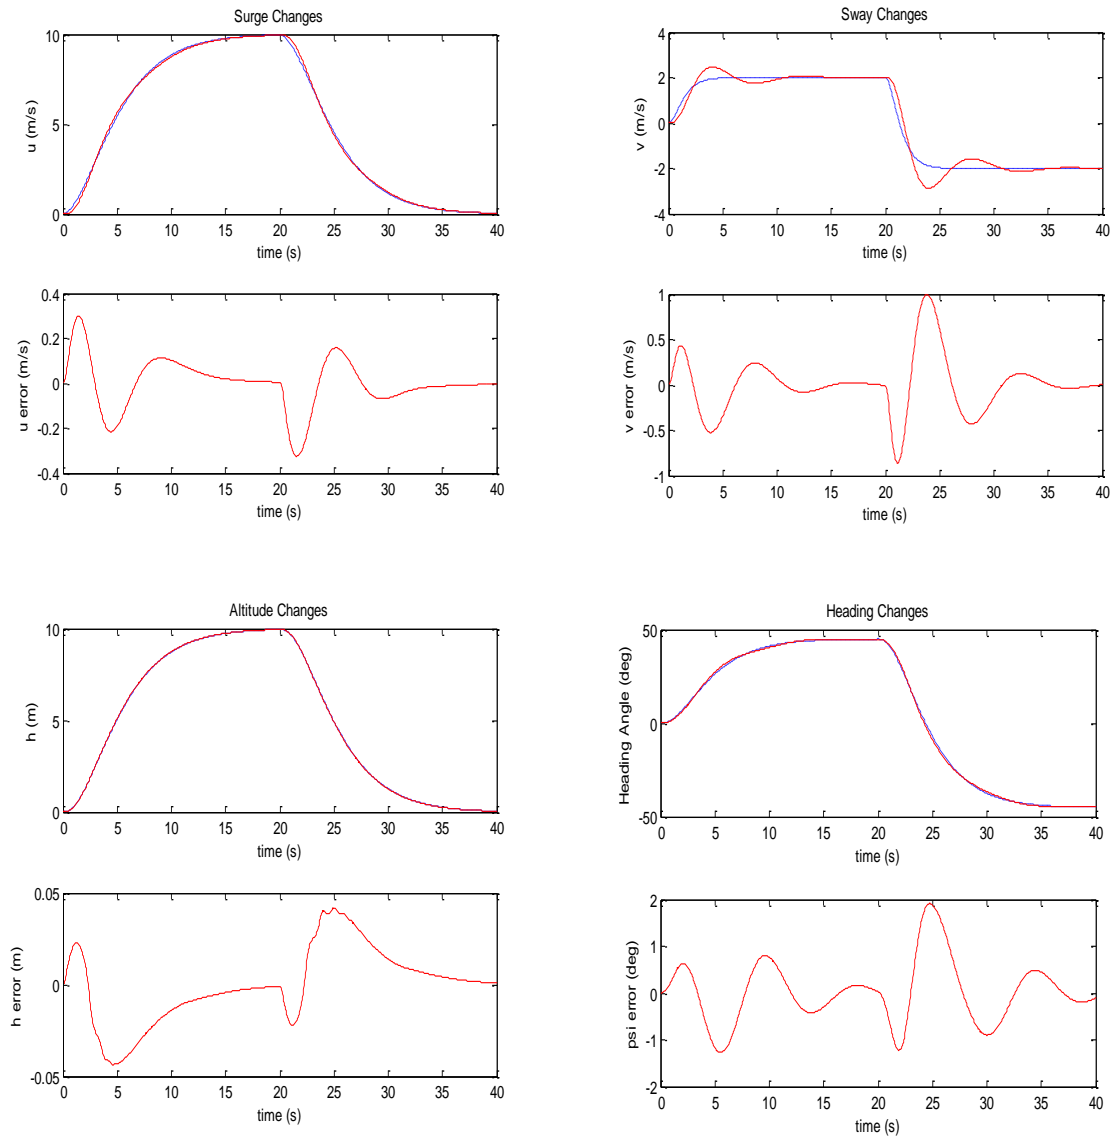 Surge Changes
10
5
0
u (m/s)
0 5 10 15 20 25 30 35 40
time (s)
0.4
0.2
0
-0.2
-0.4
u error (m/s)
0 5 10 15 20 25 30 35 40
time (s)
Sway Changes
4
2
0
-2
-4
v (m/s)
0 5 10 15 20 25 30 35 40
time (s)
1
0.5
0
-0.5
-1
v error (m/s)
0 5 10 15 20 25 30 35 40
time (s)
Altitude Changes
10
5
0
h (m)
0 5 10 15 20 25 30 35 40
time (s)
0.05
0
-0.05
h error (m)
0 5 10 15 20 25 30 35 40
time (s)
Heading Changes
50
0
-50
Heading Angle (deg)
0 5 10 15 20 25 30 35 40
time (s)
2
1
0
-1
-2
psi error (deg)
0 5 10 15 20 25 30 35 40
time (s)